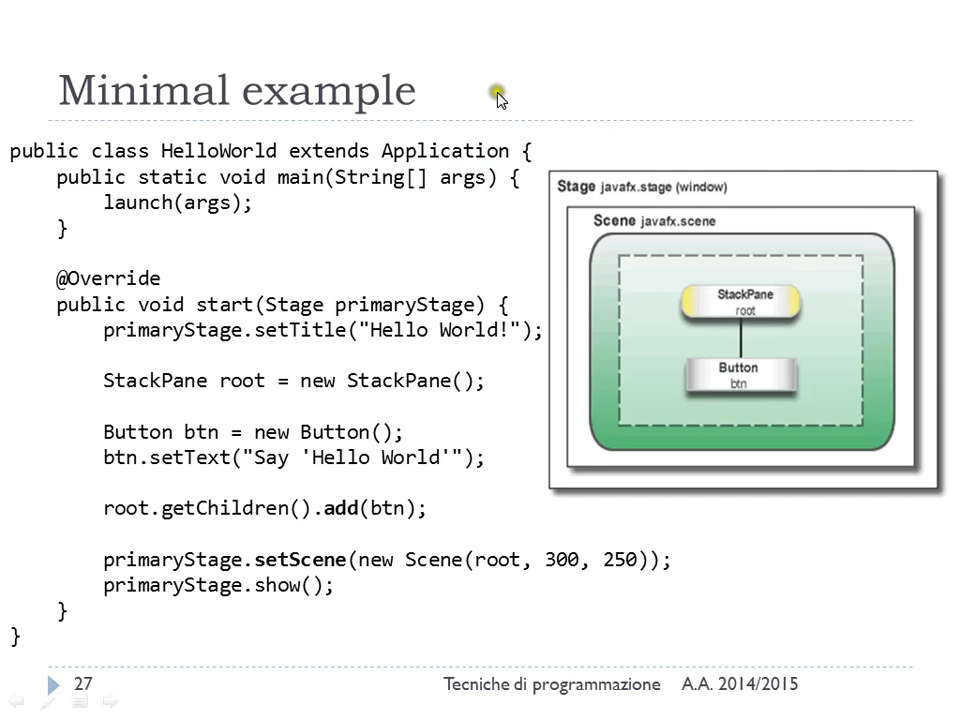 Minimal example
public class HelloWorld extends Application {
public static void main(String[] args) {
launch(args);
}
@Override
public void start(Stage primaryStage) {
primaryStage.setTitle("Hello World!");
StackPane root = new StackPane();
Button btn = new Button();
btn.setText("Say 'Hello World'");
root.getChildren().add(btn);
primaryStage.setScene(new Scene(root, 300, 250));
primaryStage.show();
}
}
Stage javafx.stage (window)
Scene javafx.scene
StackPane
root
Button
btn
27
Tecniche di programmazione A.A. 2014/2015